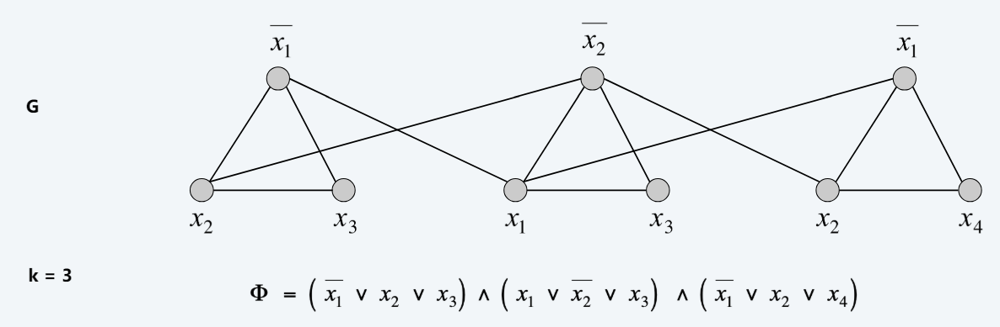 x̅₁ x̅₂ x̅₁
G
x₂ x₃ x₁ x₃ x₂ x₄
k = 3
Φ = ( x̅₁ ∨ x₂ ∨ x₃ ) ∧ ( x₁ ∨ x̅₂ ∨ x₃ ) ∧ ( x̅₁ ∨ x₂ ∨ x₄ )